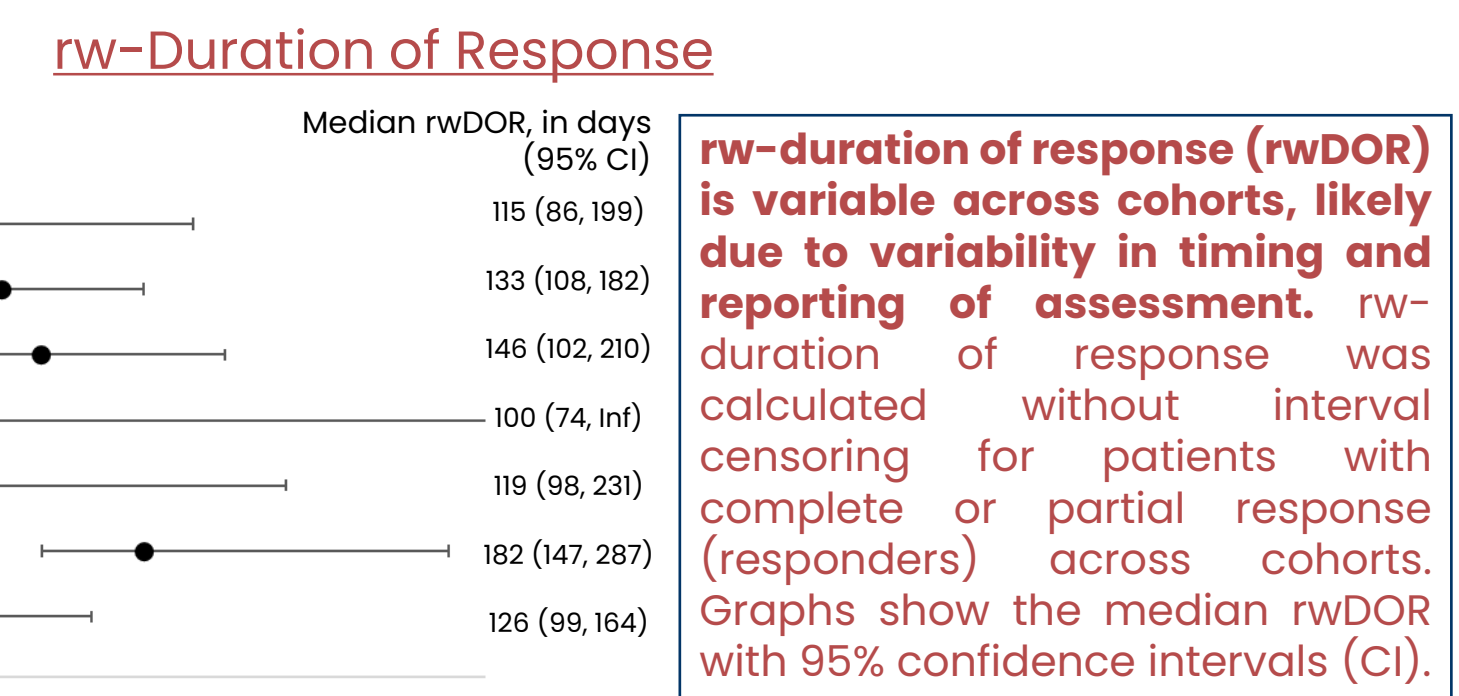 rw-Duration of Response
Median rwDOR, in days
(95% CI)
115 (86, 199)
133 (108, 182)
146 (102, 210)
100 (74, Inf)
119 (98, 231)
182 (147, 287)
126 (99, 164)
rw-duration of response (rwDOR)
is variable across cohorts, likely
due to variability in timing and
reporting of assessment. rw-
duration of response was
calculated without interval
censoring for patients with
complete or partial response
(responders) across cohorts.
Graphs show the median rwDOR
with 95% confidence intervals (CI).